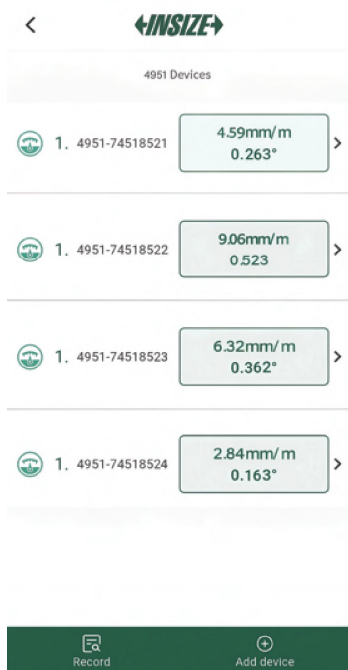 INSIZE
4951 Devices
1. 4951-74518521
4.59mm/m
0.263°
1. 4951-74518522
9.06mm/m
0.523
1. 4951-74518523
6.32mm/m
0.362°
1. 4951-74518524
2.84mm/m
0.163°
Record
Add device